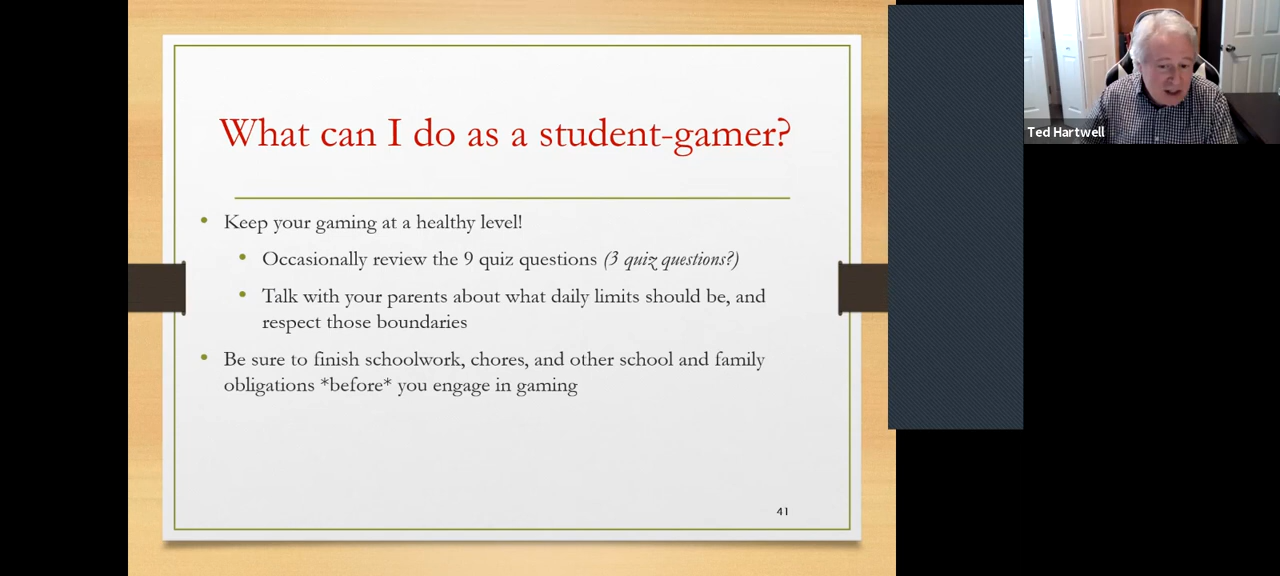 What can I do as a student-gamer?
Keep your gaming at a healthy level!
Occasionally review the 9 quiz questions (3 quiz questions?)
Talk with your parents about what daily limits should be, and
respect those boundaries
Be sure to finish schoolwork, chores, and other school and family
obligations *before* you engage in gaming
41
Ted Hartwell